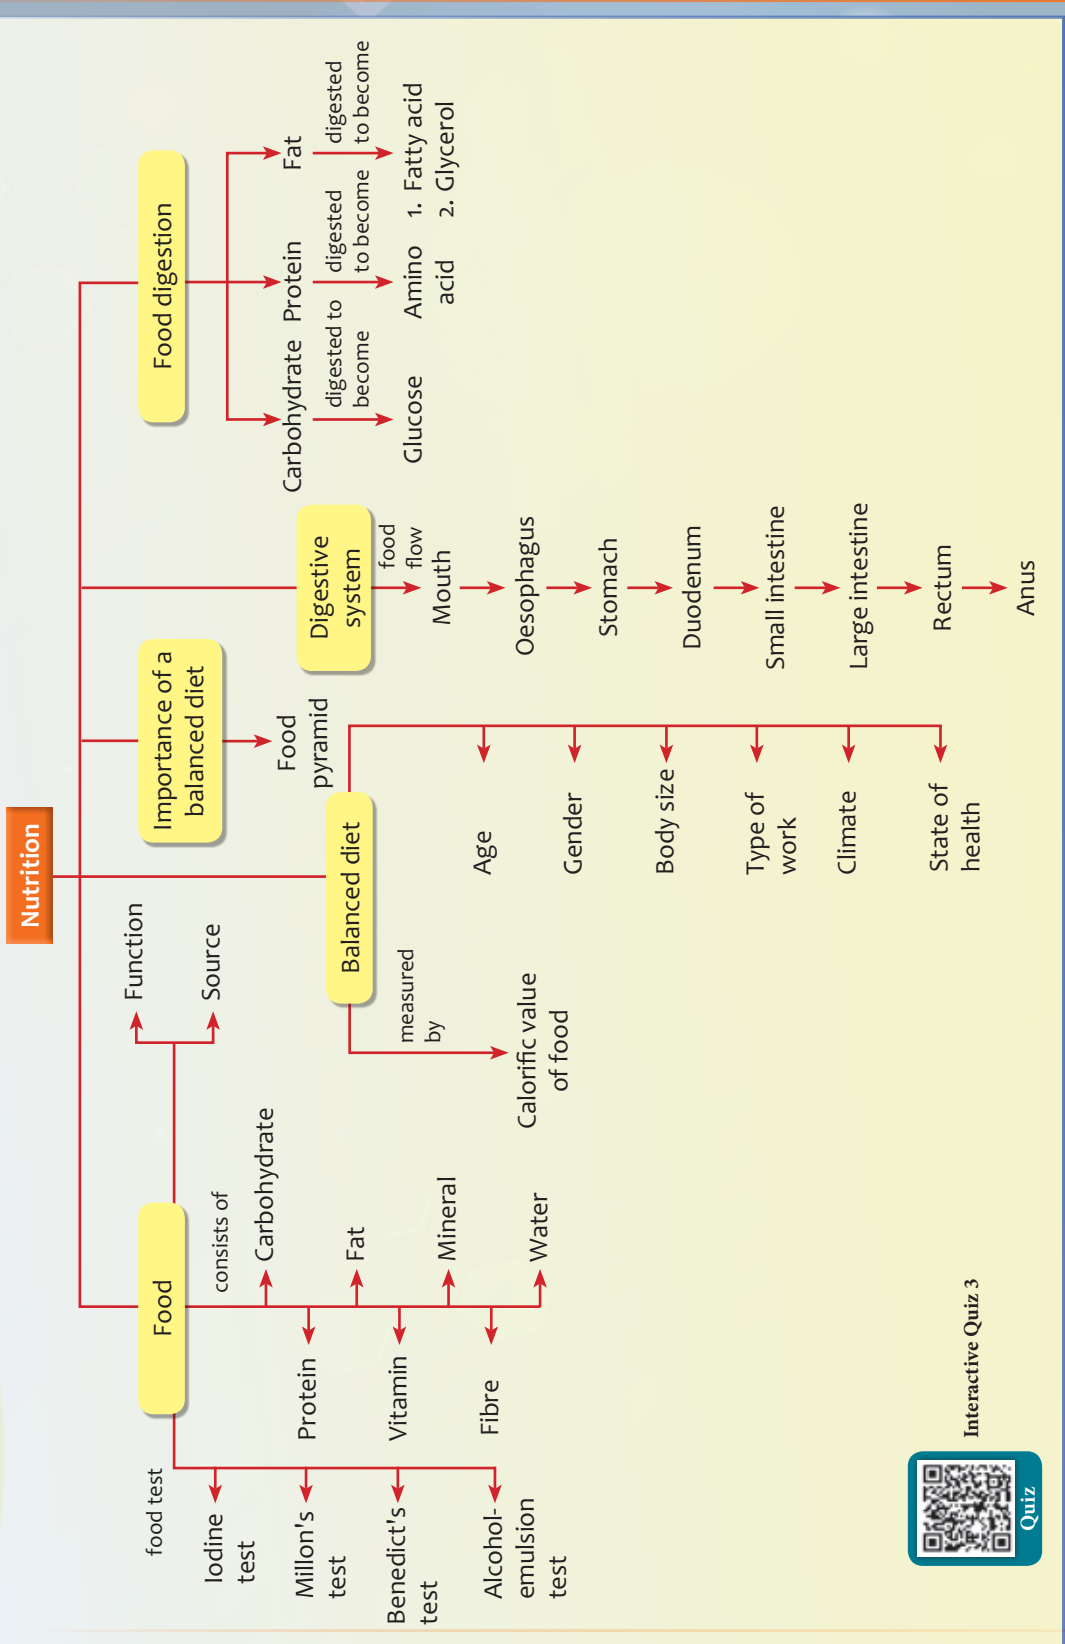 Nutrition
Food
food test
Iodine
test
Millon's
test
Benedict's
test
Alcohol-
emulsion
test
consists of
Carbohydrate
Protein
Fat
Vitamin
Mineral
Fibre
Water
Function
Source
Balanced diet
measured
by
Calorific value
of food
Age
Gender
Body size
Type of
work
Climate
State of
health
Importance of a
balanced diet
Food
pyramid
Digestive
system
food
flow
Mouth
Oesophagus
Stomach
Duodenum
Small intestine
Large intestine
Rectum
Anus
Food digestion
Carbohydrate
digested to
become
Glucose
Protein
digested
to become
Amino
acid
Fat
digested
to become
1. Fatty acid
2. Glycerol
Quiz
Interactive Quiz 3